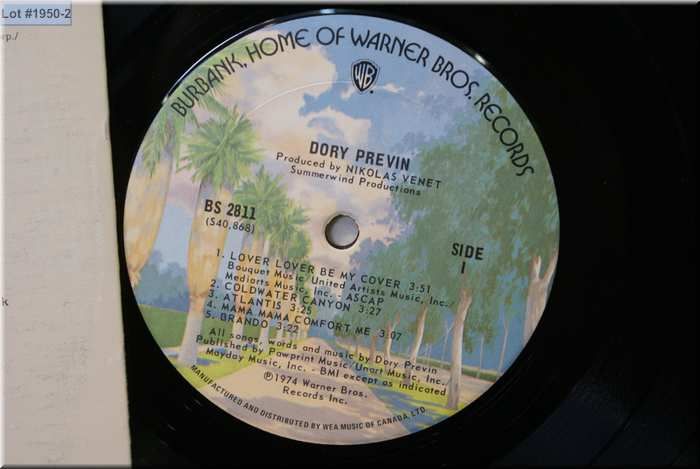 Lot #1950-2
rp./
k
BURBANK, HOME OF WARNER BROS. RECORDS
WB
DORY PREVIN
Produced by NIKOLAS VENET
Summerwind Productions
BS 2811
(S40,868)
SIDE
1
1. LOVER LOVER BE MY COVER 3:51
Bouquet Music/United Artists Music, Inc./
Mediarts Music, Inc. - ASCAP
2. COLDWATER CANYON 3:27
3. ATLANTIS 3:25
4. MAMA MAMA COMFORT ME 3:07
5. BRANDO 3:22
All songs, words and music by Dory Previn
Published by Pawprint Music/Unart Music, Inc.
Mayday Music, Inc. - BMI except as indicated
℗1974 Warner Bros.
Records Inc.
MANUFACTURED AND DISTRIBUTED BY WEA MUSIC OF CANADA, LTD.